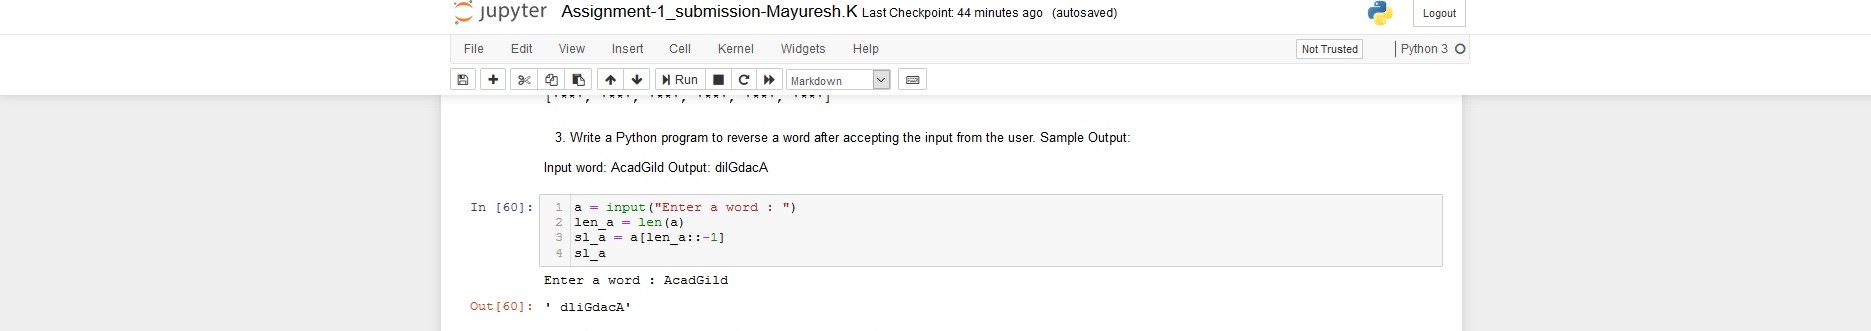 jupyter Assignment-1_submission-Mayuresh.K Last Checkpoint: 44 minutes ago (autosaved) Logout
File Edit View Insert Cell Kernel Widgets Help Not Trusted Python 3
Run Markdown
['**', '**', '**', '**', '**', '**']
3. Write a Python program to reverse a word after accepting the input from the user. Sample Output:
Input word: AcadGild Output: dilGdacA
In [60]: 1 a = input("Enter a word : ")
2 len_a = len(a)
3 sl_a = a[len_a::-1]
4 sl_a
Enter a word : AcadGild
Out[60]: ' dliGdacA'